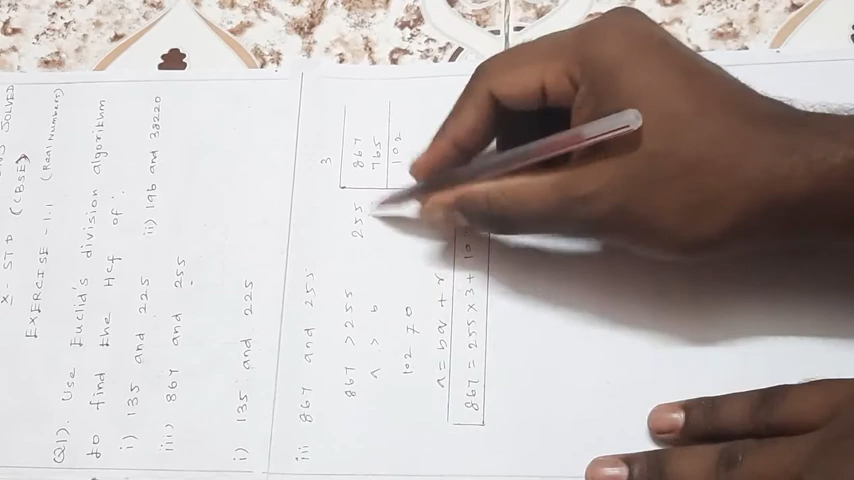 SOLVED
X - STD (CBSE)
EXERCISE - 1.1 (Real Numbers)
Q1). Use Euclid's division algorithm
to find the HCF of :
i) 135 and 225 ii) 196 and 38220
iii) 867 and 255
i) 135 and 225
iii 867 and 255
867 > 255
a > b
102 ≠ 0
a = bq + r
867 = 255 × 3 + 10
3
255 867
765
102